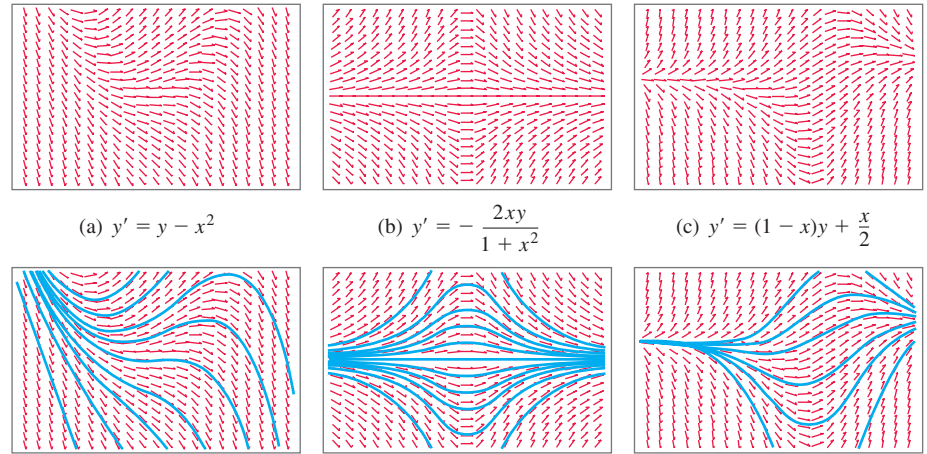 (a) y′ = y − x²
(b) y′ = − 2xy / (1 + x²)
(c) y′ = (1 − x)y + x/2